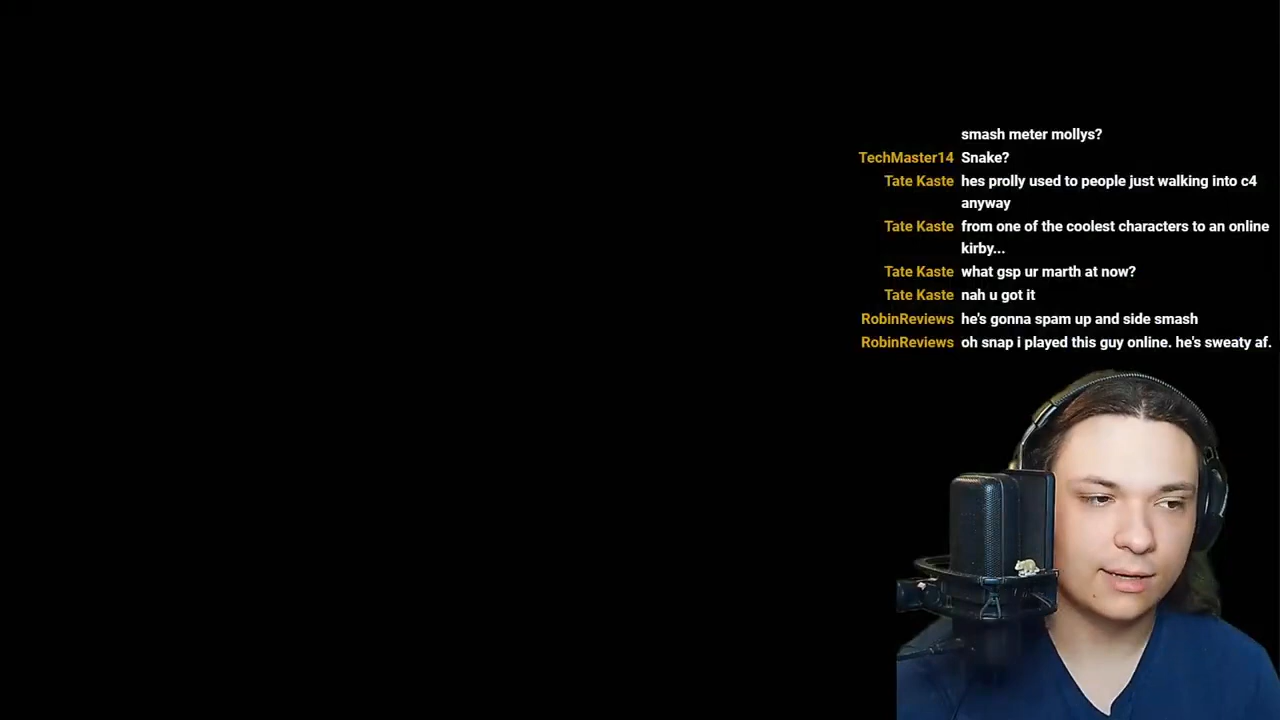 smash meter mollys?
TechMaster14 Snake?
Tate Kaste hes prolly used to people just walking into c4
anyway
Tate Kaste from one of the coolest characters to an online
kirby...
Tate Kaste what gsp ur marth at now?
Tate Kaste nah u got it
RobinReviews he's gonna spam up and side smash
RobinReviews oh snap i played this guy online. he's sweaty af.